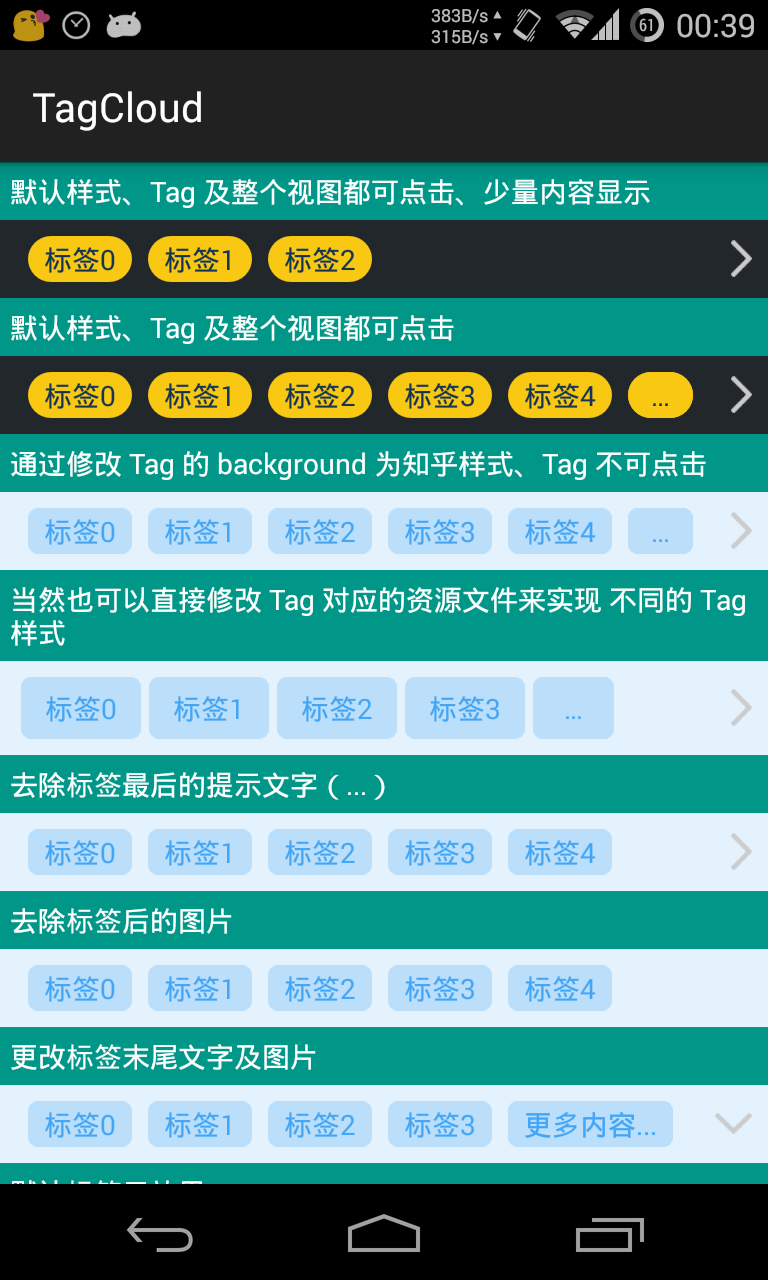 383B/s
315B/s
61
00:39
TagCloud
默认样式、Tag 及整个视图都可点击、少量内容显示
标签0 标签1 标签2
默认样式、Tag 及整个视图都可点击
标签0 标签1 标签2 标签3 标签4 ...
通过修改 Tag 的 background 为知乎样式、Tag 不可点击
标签0 标签1 标签2 标签3 标签4 ...
当然也可以直接修改 Tag 对应的资源文件来实现 不同的 Tag
样式
标签0 标签1 标签2 标签3 ...
去除标签最后的提示文字（...）
标签0 标签1 标签2 标签3 标签4
去除标签后的图片
标签0 标签1 标签2 标签3 标签4
更改标签末尾文字及图片
标签0 标签1 标签2 标签3 更多内容...